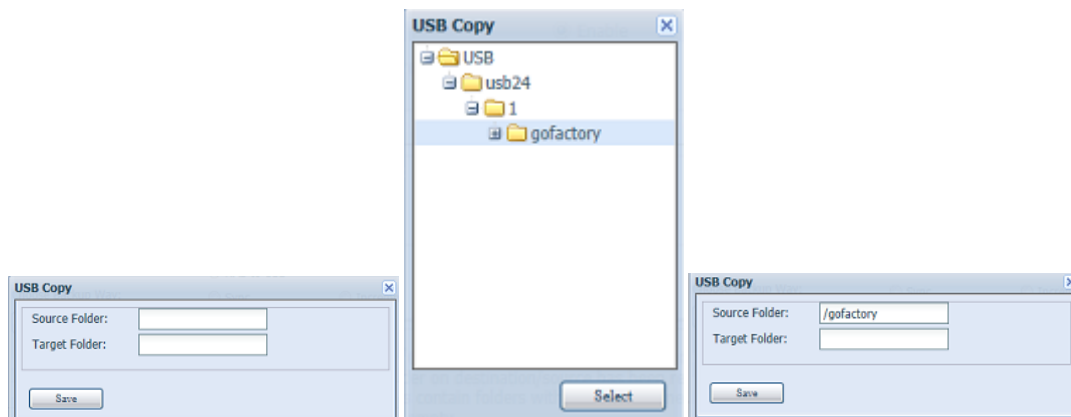 USB Copy
Source Folder:
Target Folder:
Save
USB Copy
USB
usb24
1
gofactory
Select
USB Copy
Source Folder: /gofactory
Target Folder:
Save